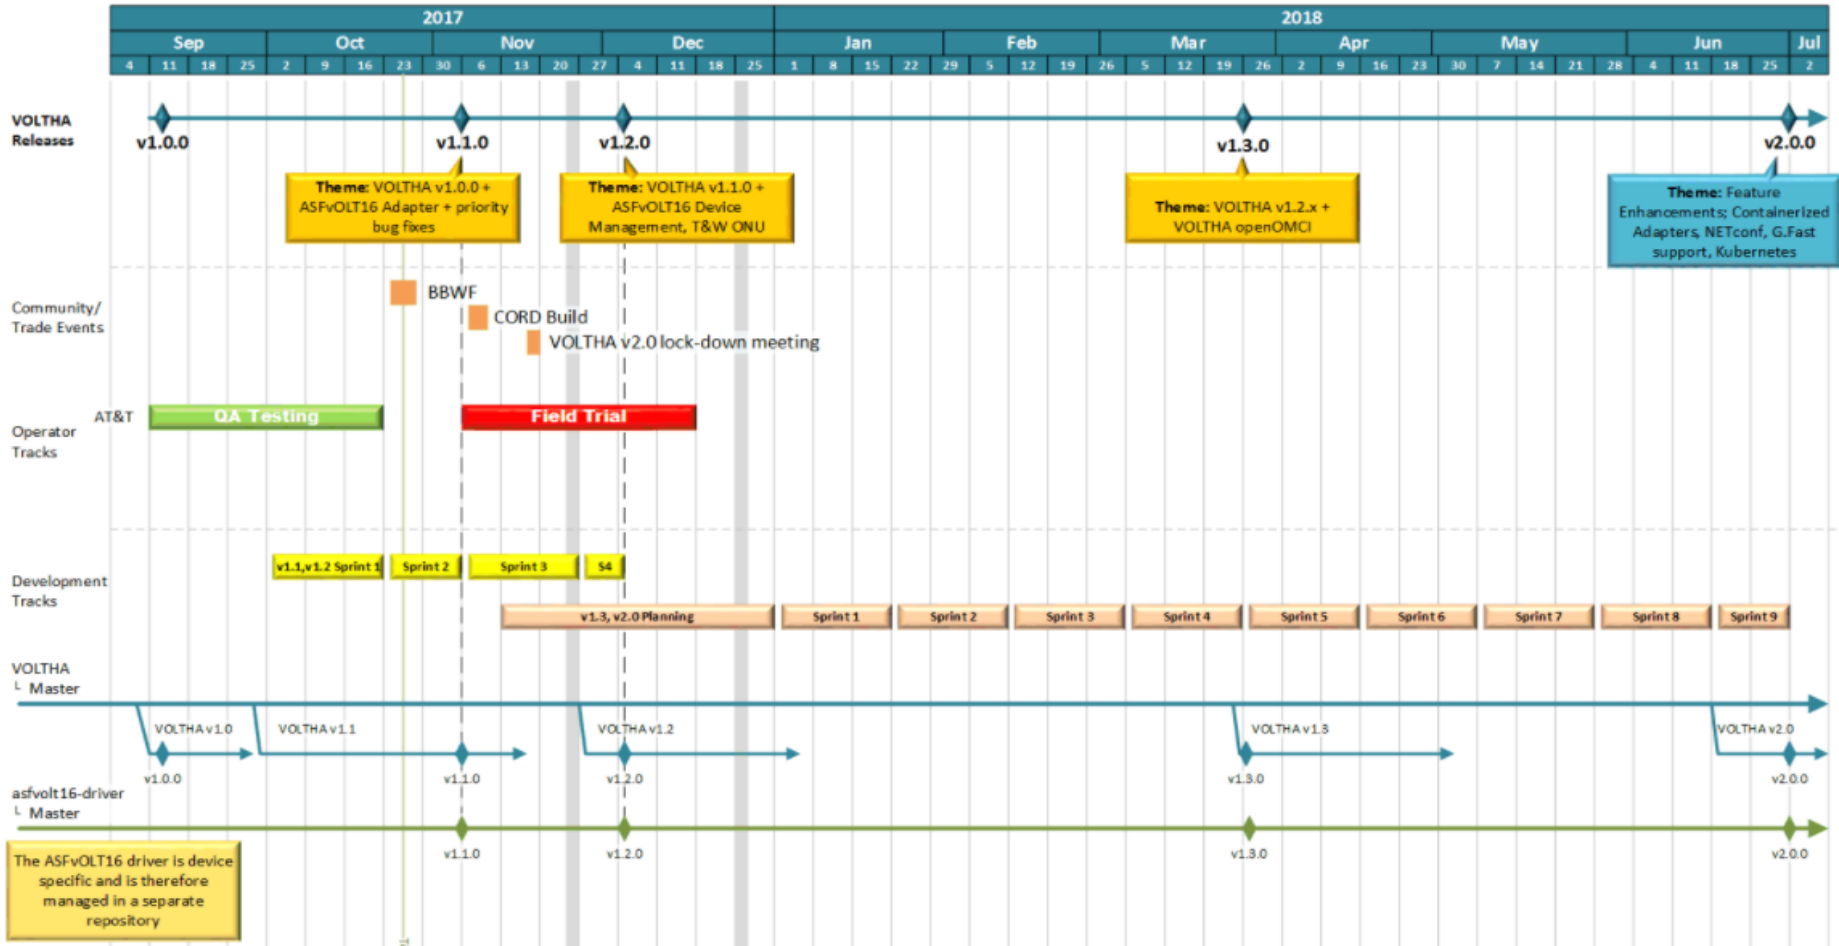 2017 2018
Sep Oct Nov Dec Jan Feb Mar Apr May Jun Jul
4 11 18 25 2 9 16 23 30 6 13 20 27 4 11 18 25 1 8 15 22 29 5 12 19 26 5 12 19 26 2 9 16 23 30 7 14 21 28 4 11 18 25 2
VOLTHA
Releases
v1.0.0 v1.1.0 v1.2.0 v1.3.0 v2.0.0
Theme: VOLTHA v1.0.0 +
ASFvOLT16 Adapter + priority
bug fixes
Theme: VOLTHA v1.1.0 +
ASFvOLT16 Device
Management, T&W ONU
Theme: VOLTHA v1.2.x +
VOLTHA openOMCI
Theme: Feature
Enhancements; Containerized
Adapters, NETconf, G.Fast
support, Kubernetes
Community/
Trade Events
BBWF
CORD Build
VOLTHA v2.0 lock-down meeting
Operator
Tracks
AT&T
QA Testing
Field Trial
Development
Tracks
v1.1,v1.2 Sprint 1 Sprint 2 Sprint 3 S4
v1.3, v2.0 Planning Sprint 1 Sprint 2 Sprint 3 Sprint 4 Sprint 5 Sprint 6 Sprint 7 Sprint 8 Sprint 9
VOLTHA
└ Master
VOLTHA v1.0 VOLTHA v1.1 VOLTHA v1.2 VOLTHA v1.3 VOLTHA v2.0
v1.0.0 v1.1.0 v1.2.0 v1.3.0 v2.0.0
asfvolt16-driver
└ Master
v1.1.0 v1.2.0 v1.3.0 v2.0.0
The ASFvOLT16 driver is device
specific and is therefore
managed in a separate
repository